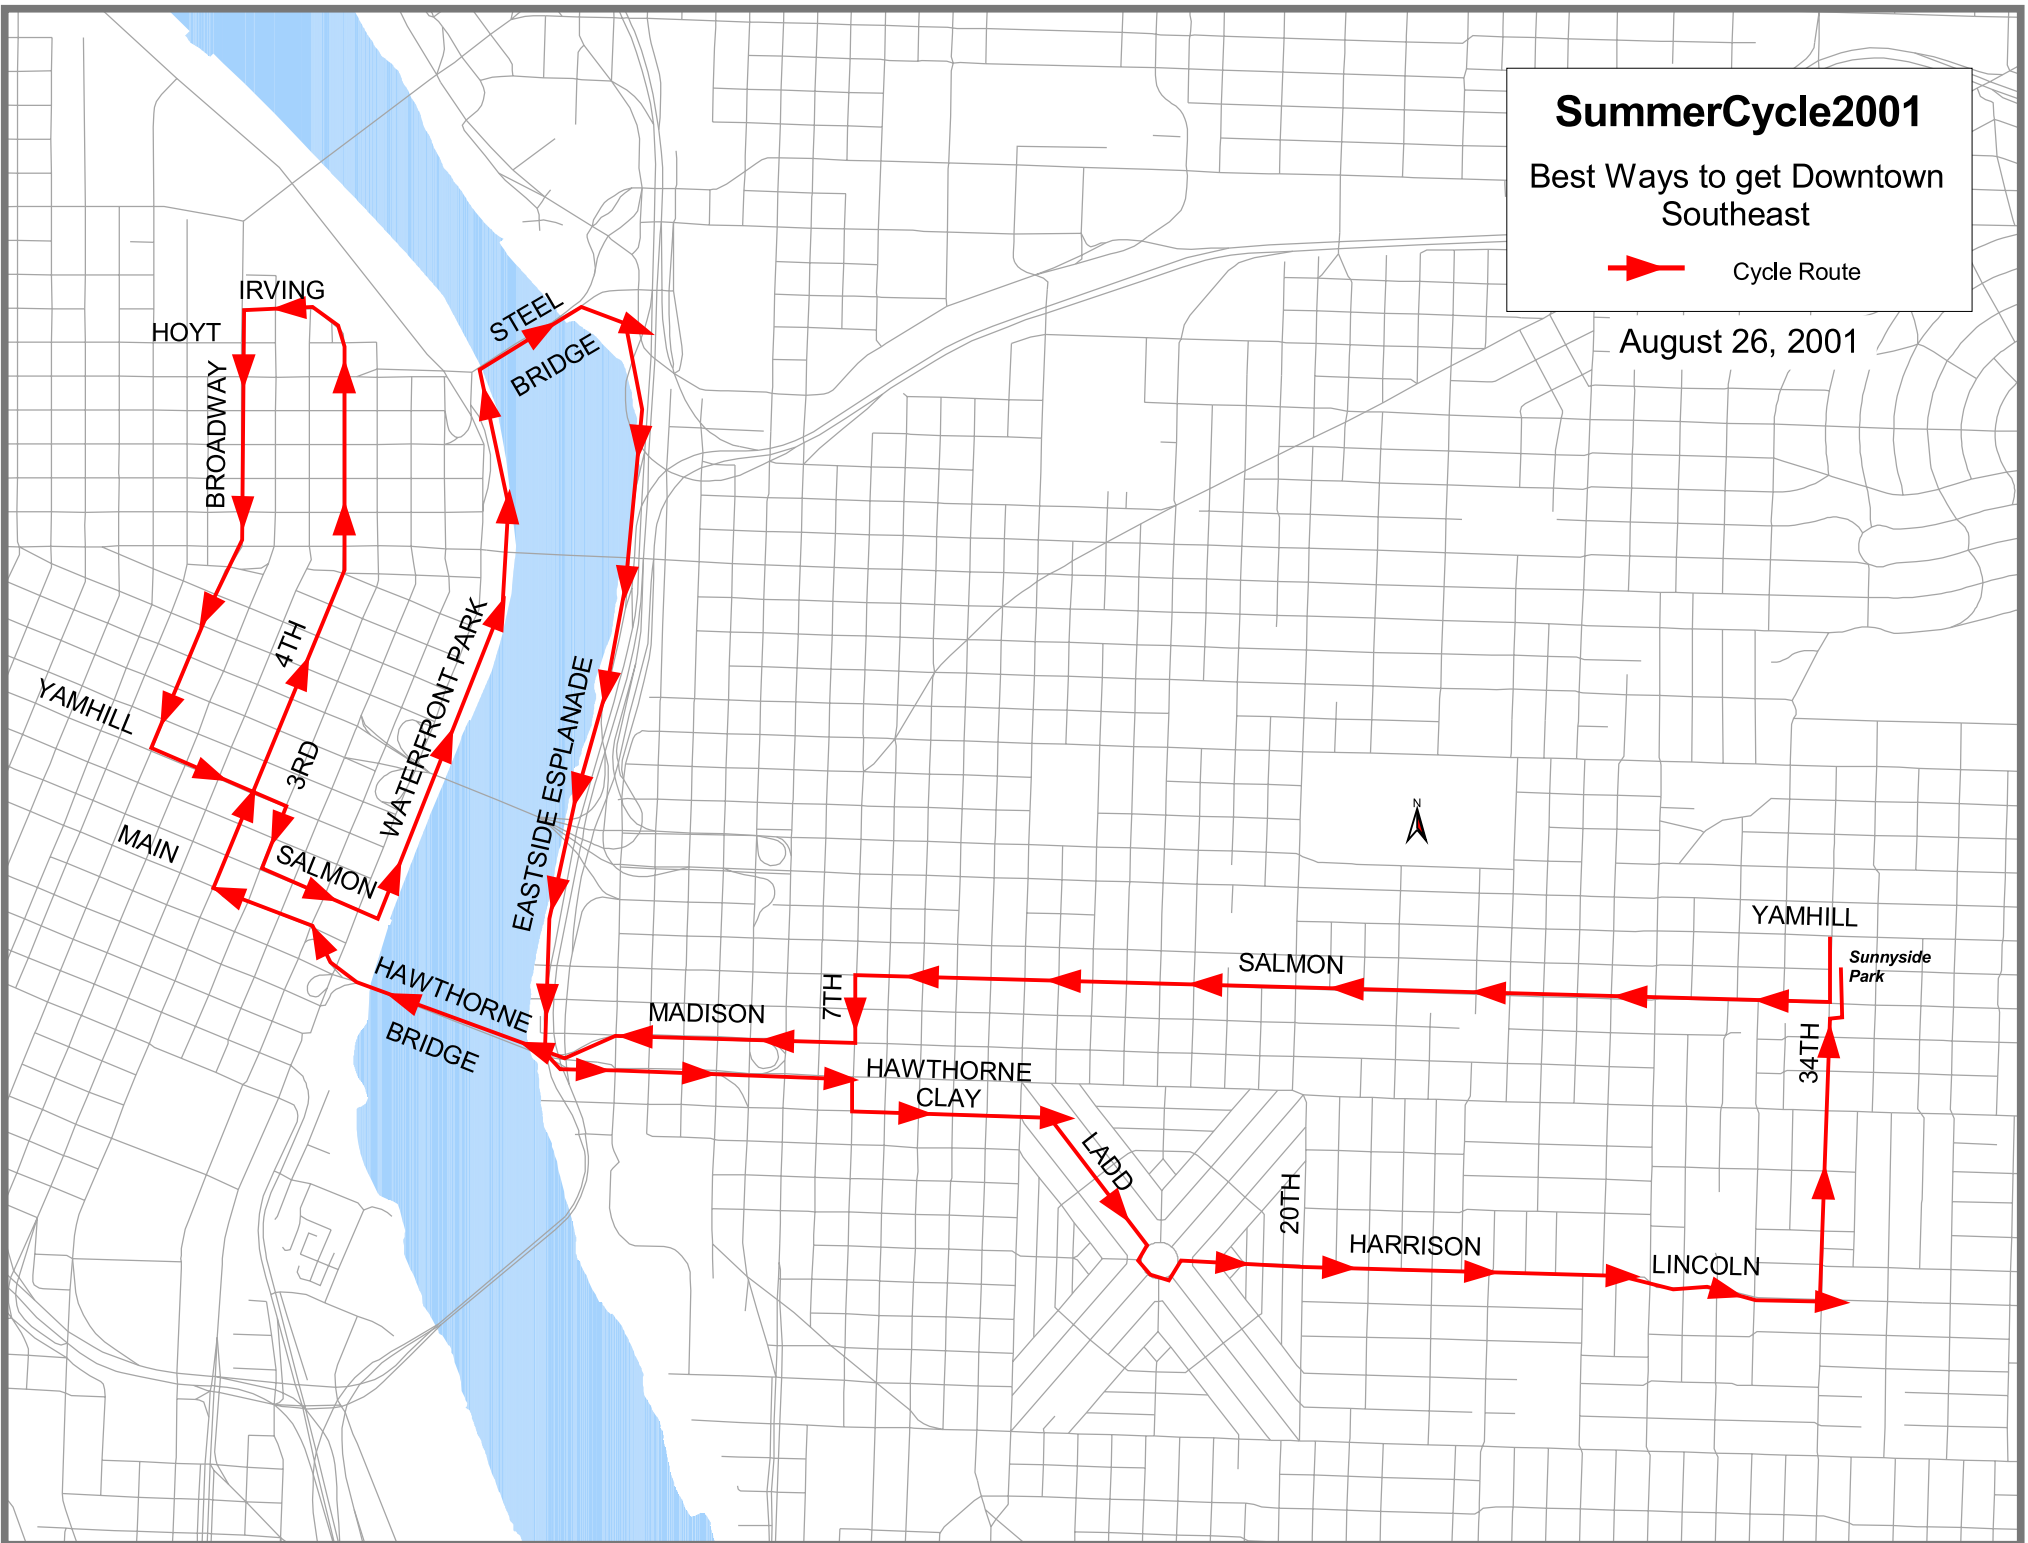 SummerCycle2001
Best Ways to get Downtown
Southeast
Cycle Route
August 26, 2001
IRVING
HOYT
STEEL
BRIDGE
BROADWAY
4TH
YAMHILL
3RD
WATERFRONT PARK
EASTSIDE ESPLANADE
MAIN
SALMON
N
YAMHILL
Sunnyside
Park
SALMON
HAWTHORNE
BRIDGE
7TH
MADISON
34TH
HAWTHORNE
CLAY
LADD
20TH
HARRISON
LINCOLN